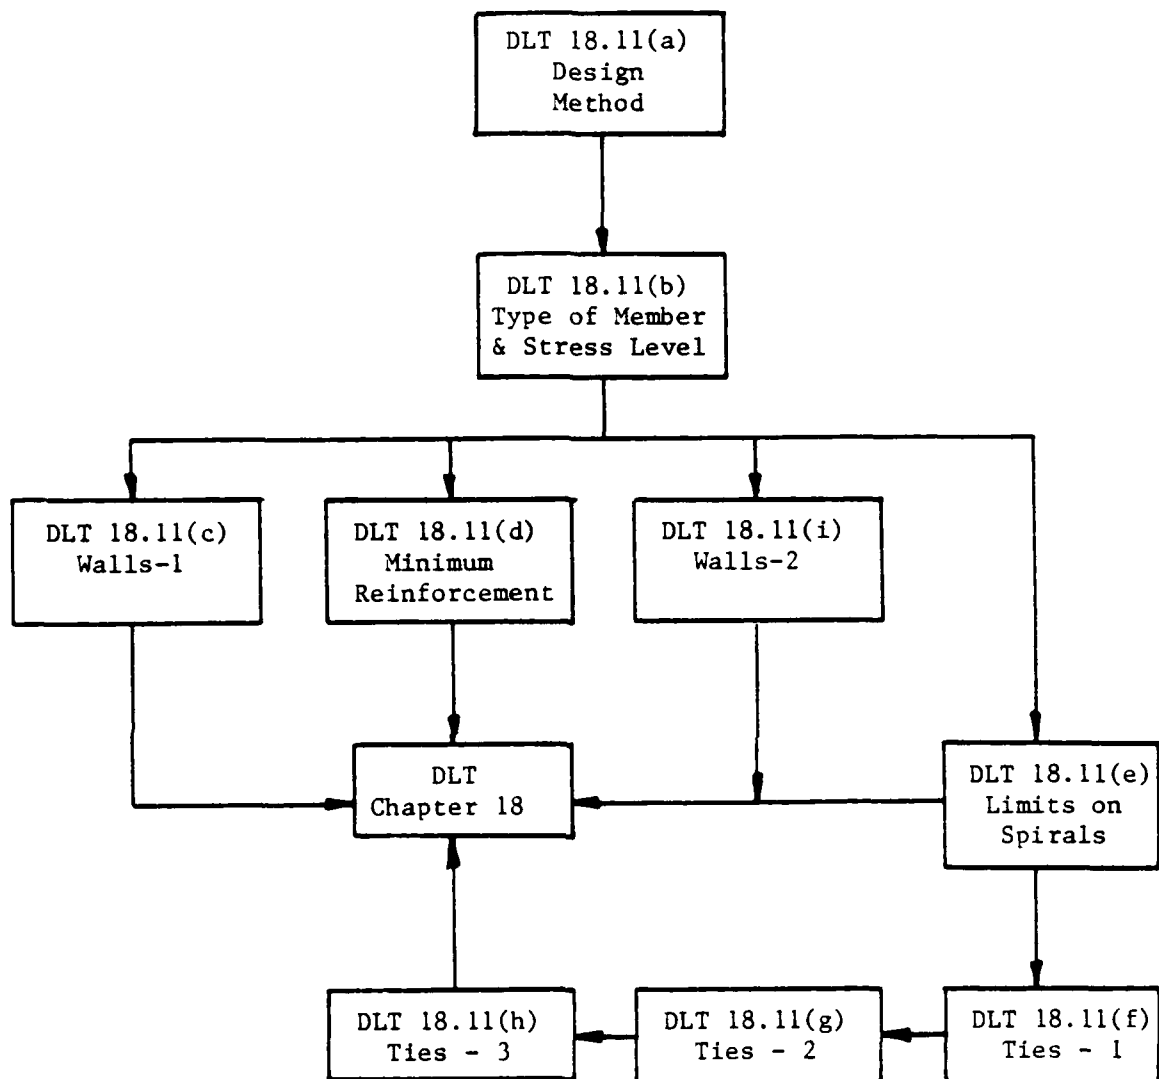 DLT 18.11(a)
Design
Method
DLT 18.11(b)
Type of Member
& Stress Level
DLT 18.11(c)
Walls-1
DLT 18.11(d)
Minimum
Reinforcement
DLT 18.11(i)
Walls-2
DLT
Chapter 18
DLT 18.11(e)
Limits on
Spirals
DLT 18.11(h)
Ties - 3
DLT 18.11(g)
Ties - 2
DLT 18.11(f)
Ties - 1